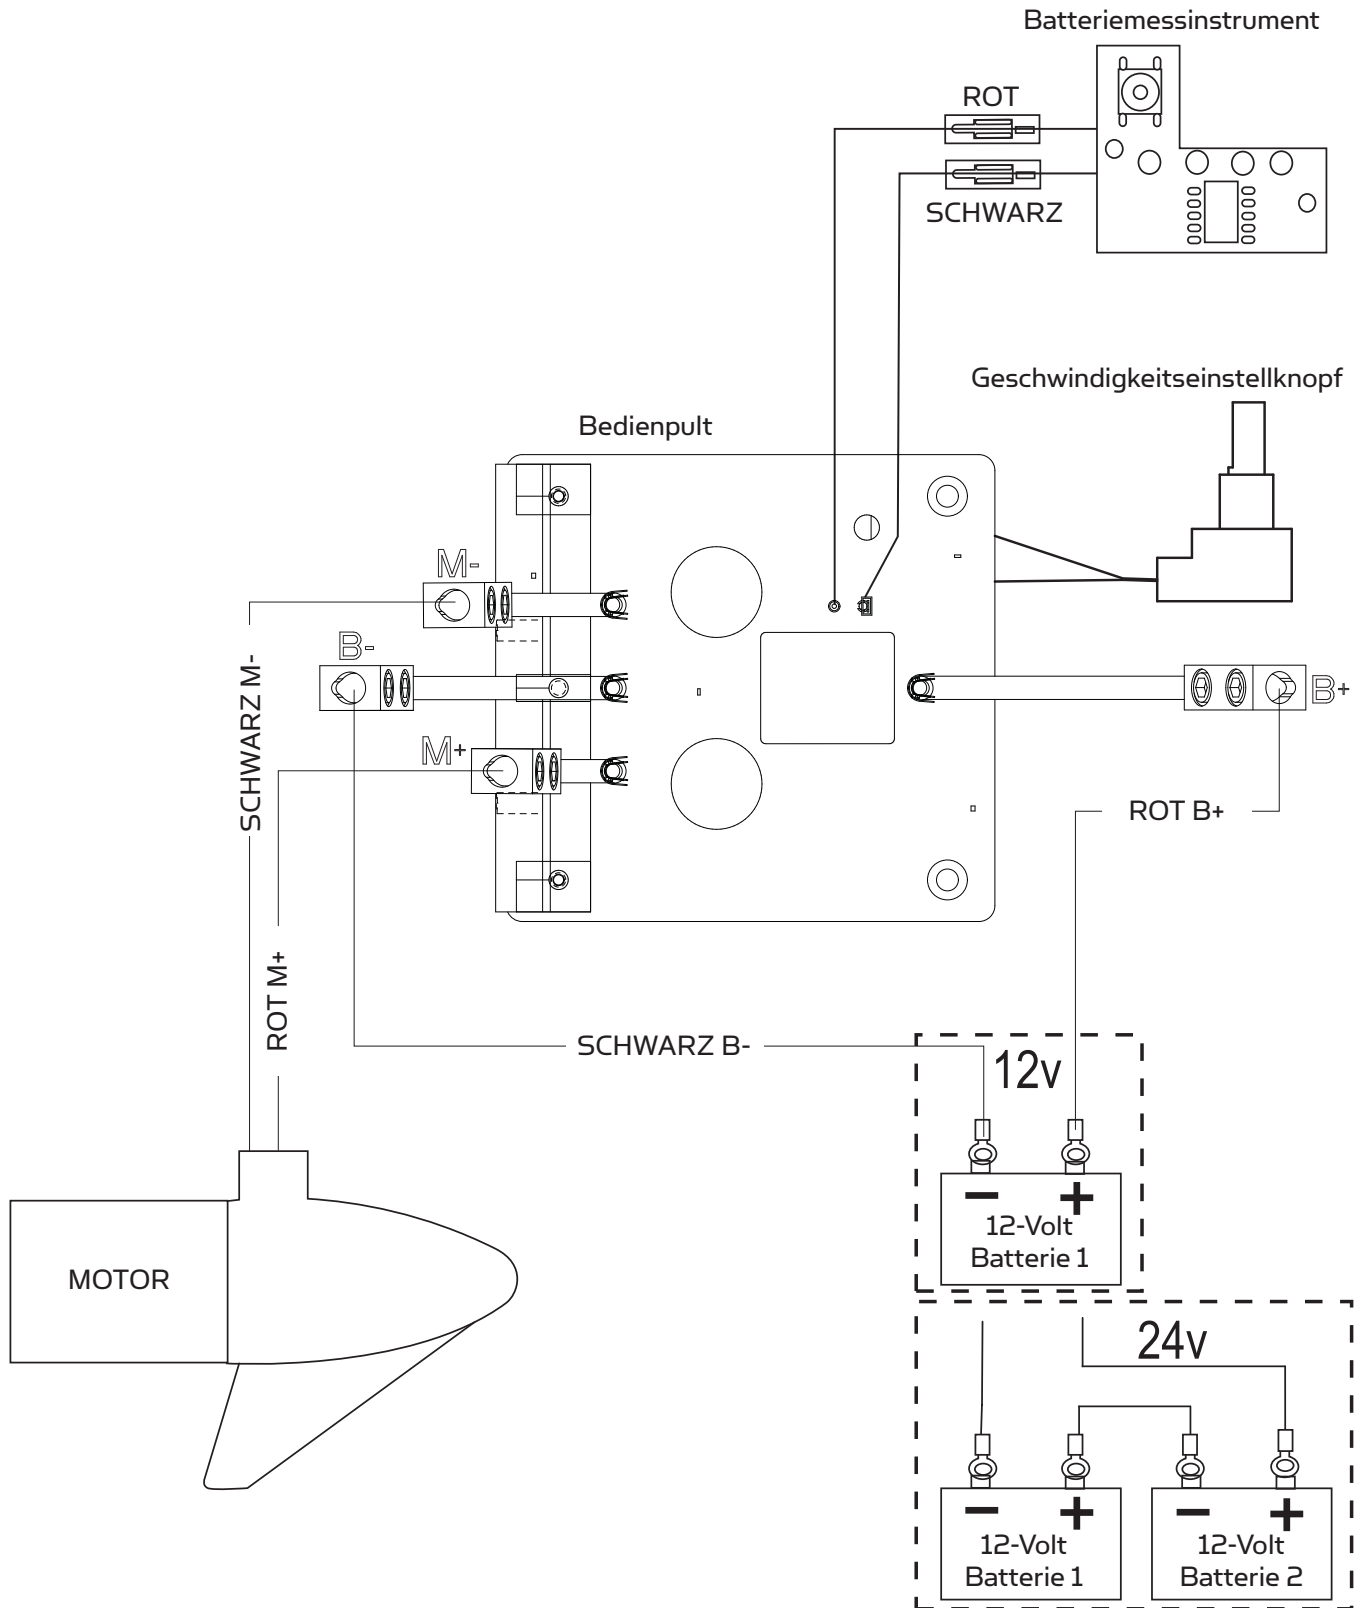 Batteriemessinstrument
ROT
SCHWARZ
Geschwindigkeitseinstellknopf
Bedienpult
M-
B-
M+
B+
SCHWARZ M-
ROT M+
ROT B+
SCHWARZ B-
12v
- +
12-Volt
Batterie 1
MOTOR
24v
- +
12-Volt
Batterie 1
- +
12-Volt
Batterie 2